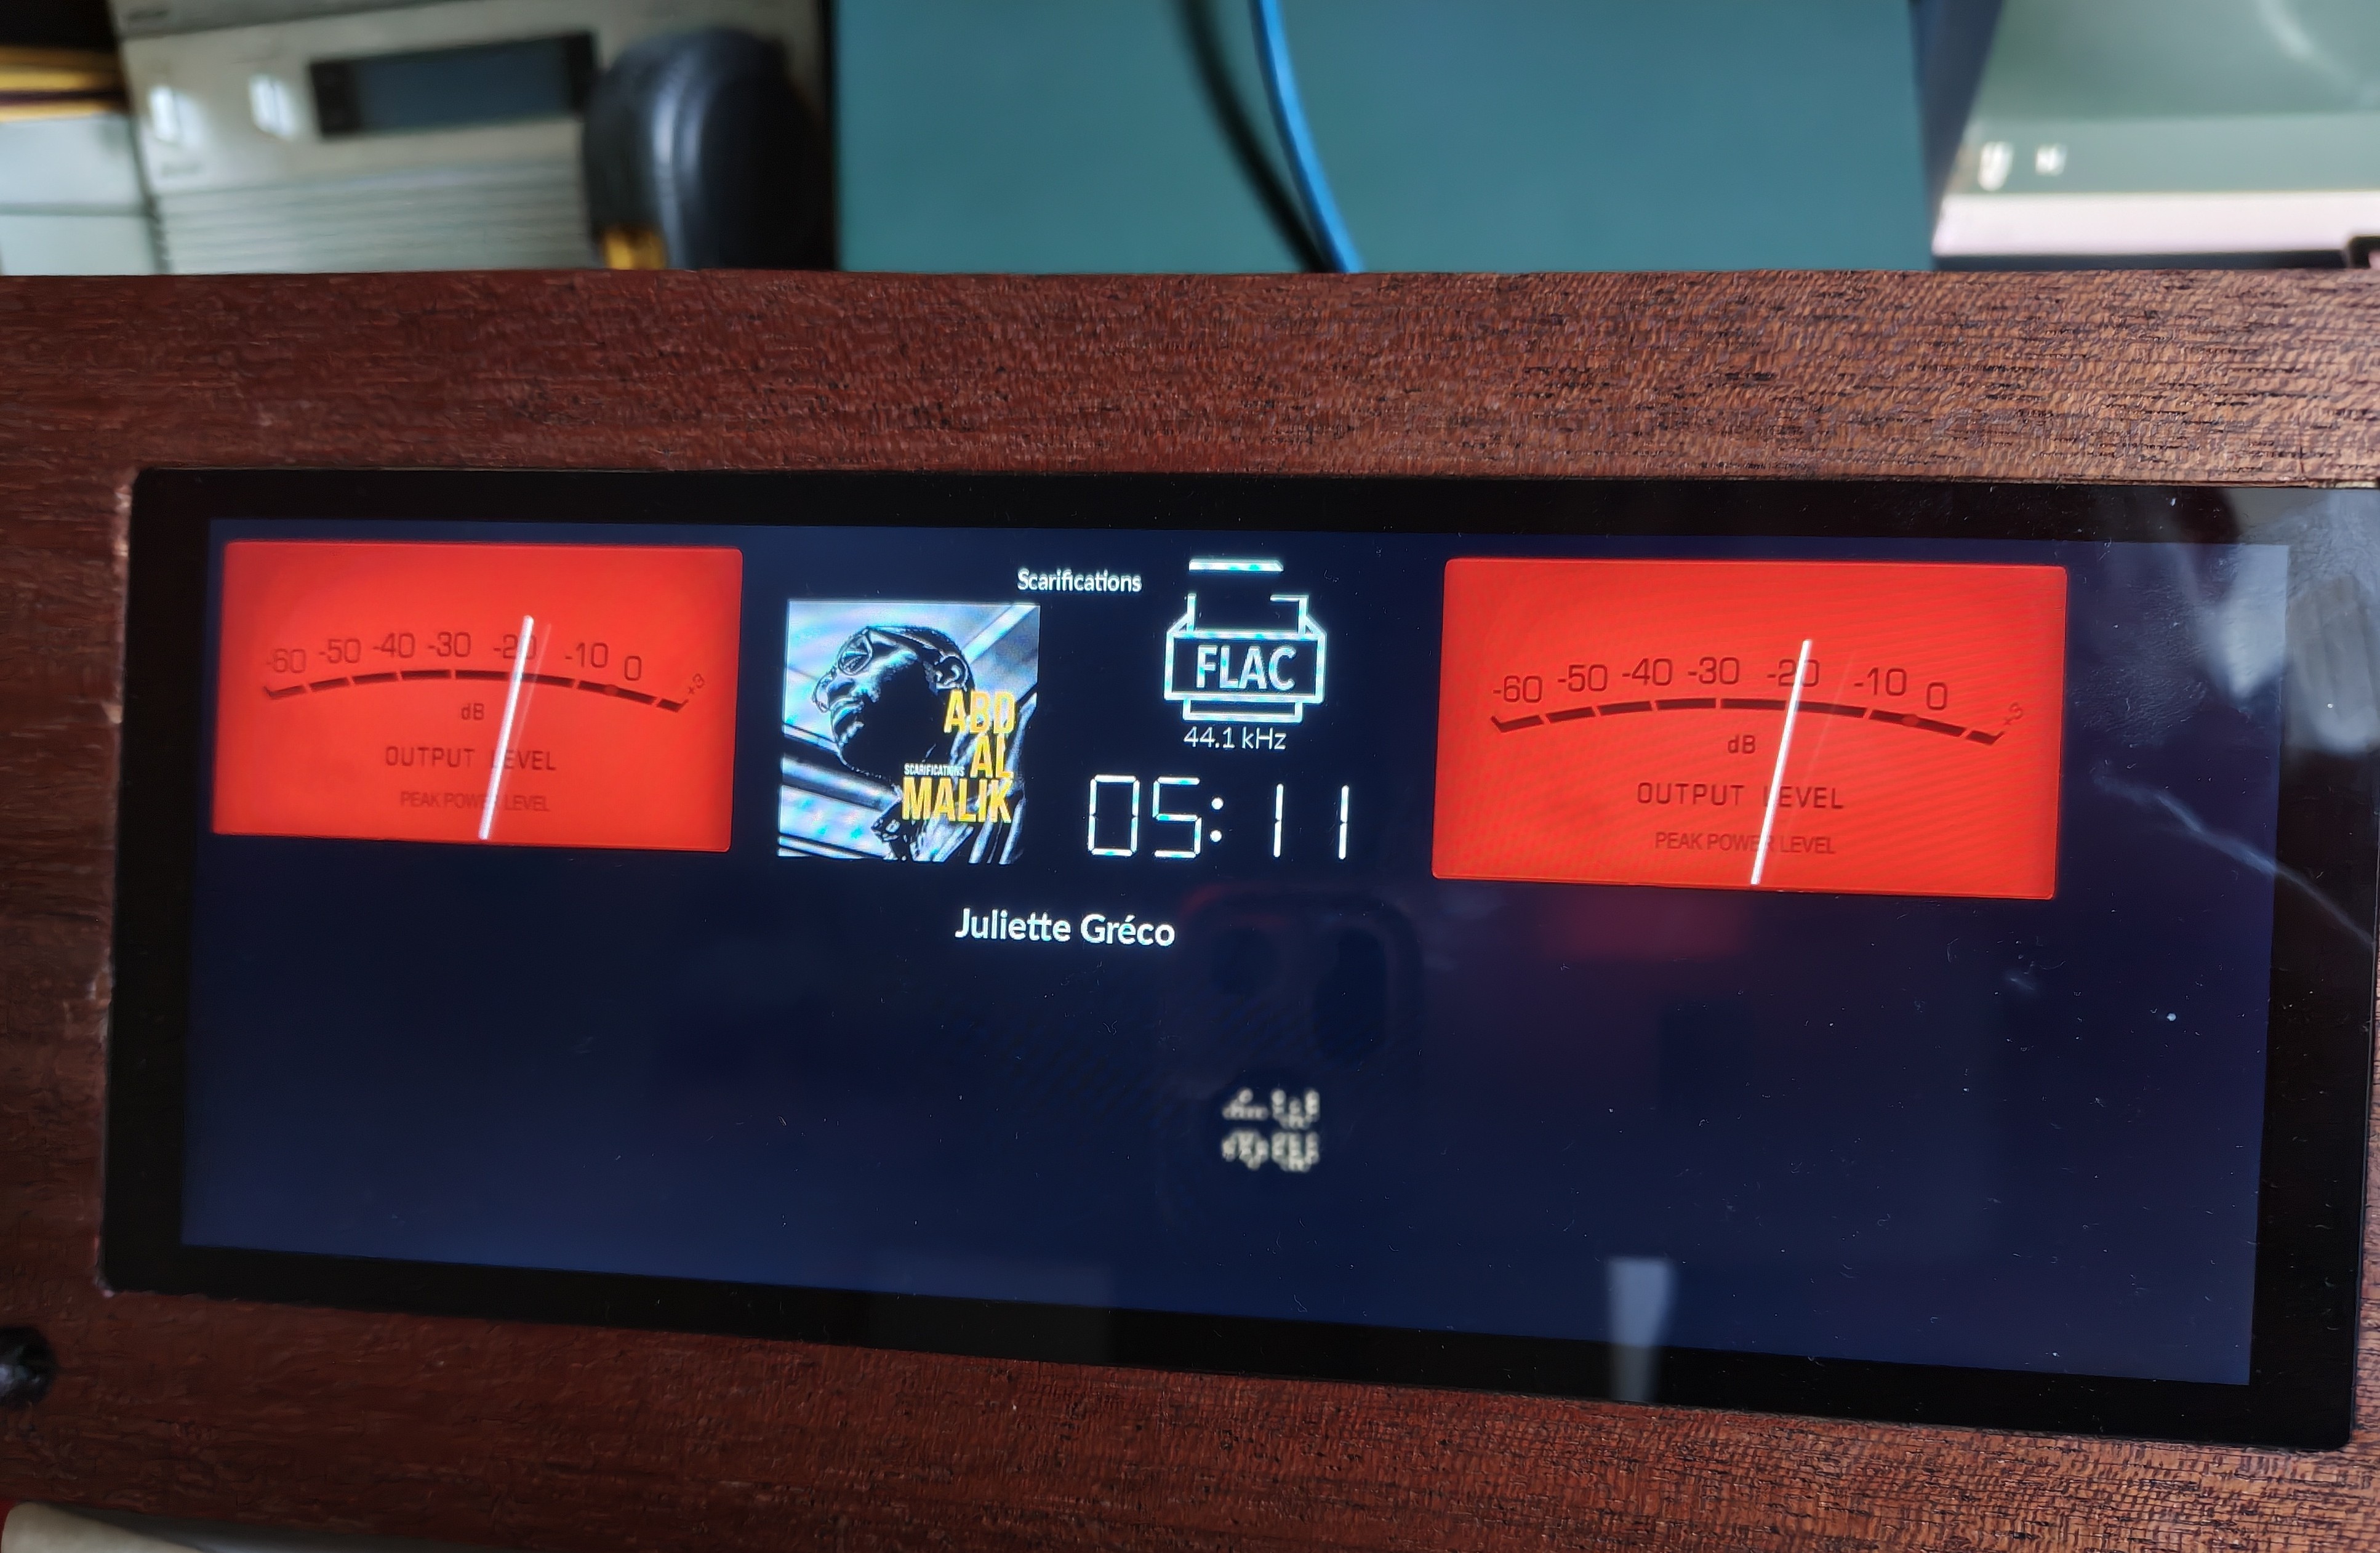 -60 -50 -40 -30 -20 -10 0 +3
dB
OUTPUT LEVEL
PEAK POWER LEVEL
Scarifications
ABD
AL
SCARIFICATIONS
MALIK
FLAC
44.1 kHz
05:11
Juliette Gréco
-60 -50 -40 -30 -20 -10 0 +3
dB
OUTPUT LEVEL
PEAK POWER LEVEL